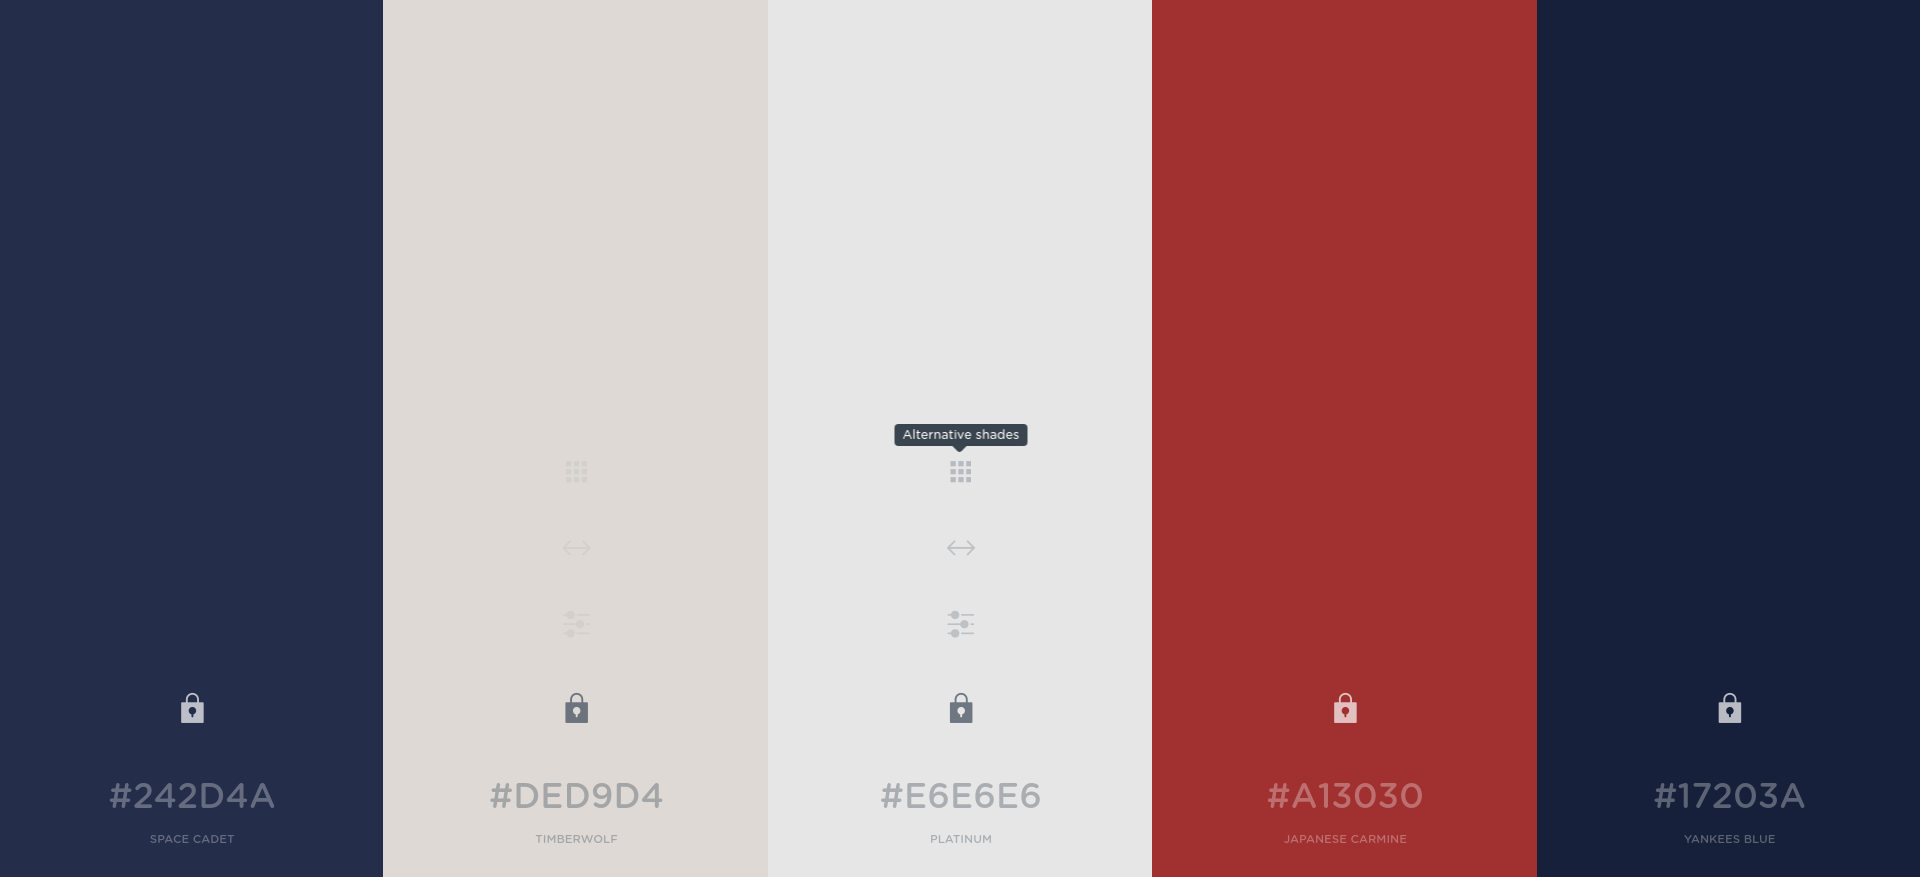 Alternative shades
#242D4A
SPACE CADET
#DED9D4
TIMBERWOLF
#E6E6E6
PLATINUM
#A13030
JAPANESE CARMINE
#17203A
YANKEES BLUE